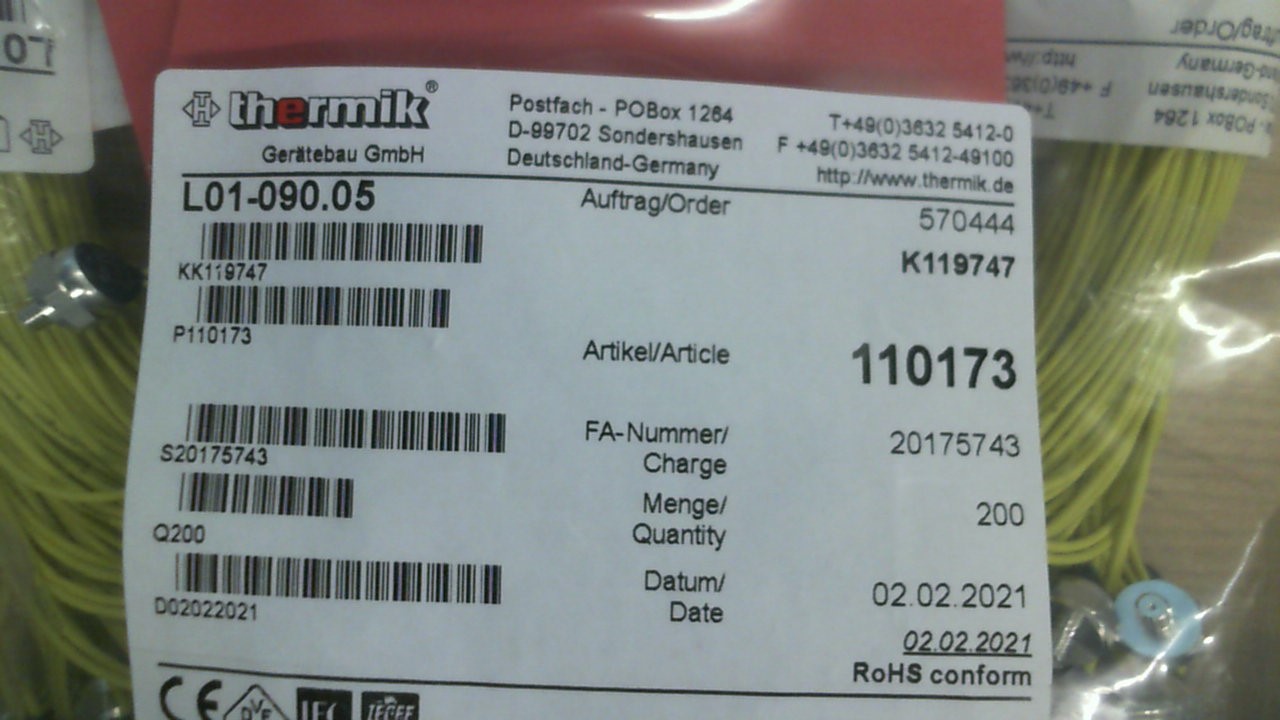 thermik®
Gerätebau GmbH
Postfach - POBox 1264
D-99702 Sondershausen
Deutschland-Germany
T+49(0)3632 5412-0
F +49(0)3632 5412-49100
http://www.thermik.de
L01-090.05
Auftrag/Order
570444
KK119747
K119747
P110173
Artikel/Article
110173
S20175743
FA-Nummer/
Charge
20175743
Q200
Menge/
Quantity
200
D02022021
Datum/
Date
02.02.2021
02.02.2021
RoHS conform
CE
DVE
IEC
IECEE